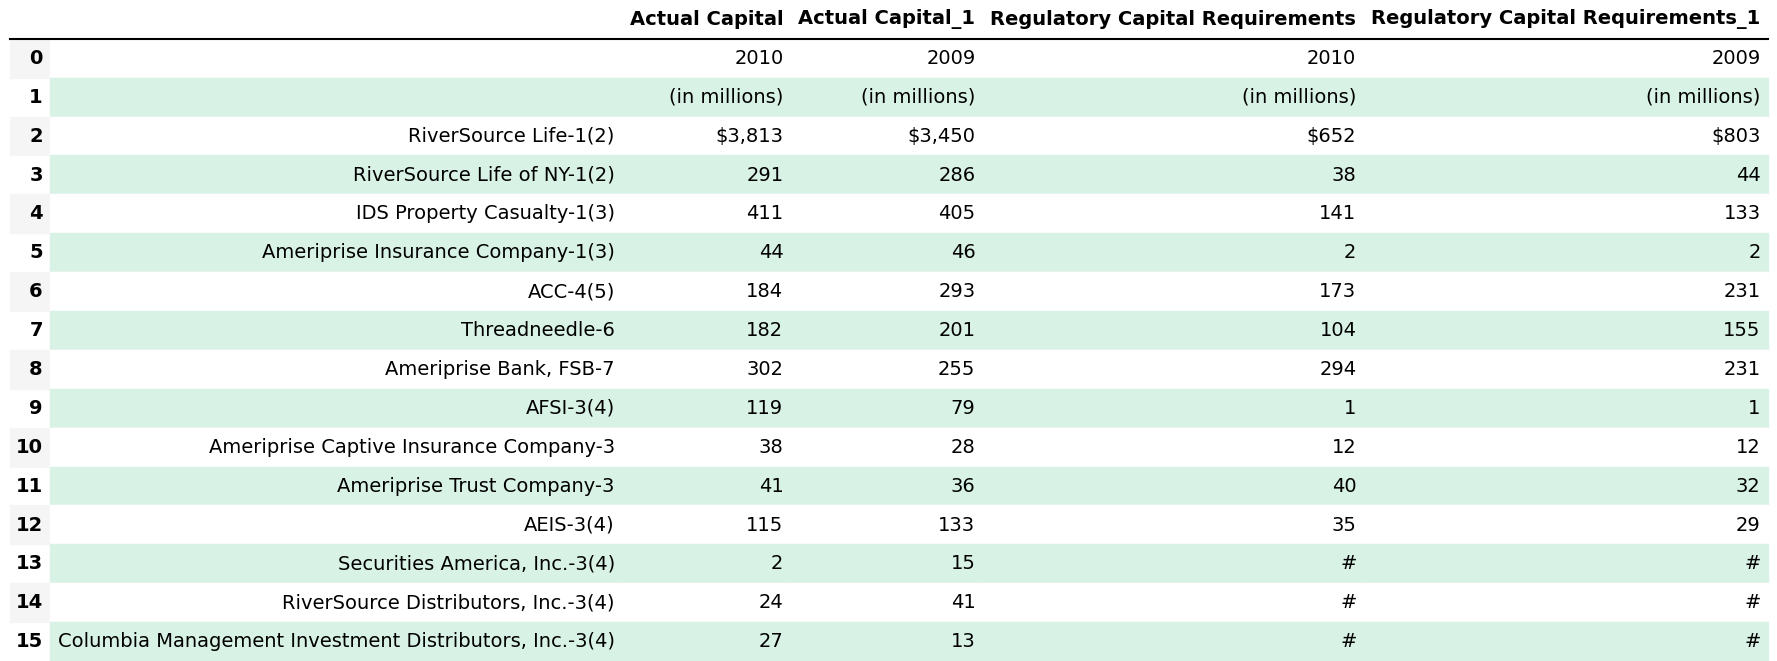 Actual Capital Actual Capital_1 Regulatory Capital Requirements Regulatory Capital Requirements_1
0 2010 2009 2010 2009
1 (in millions) (in millions) (in millions) (in millions)
2 RiverSource Life-1(2) $3,813 $3,450 $652 $803
3 RiverSource Life of NY-1(2) 291 286 38 44
4 IDS Property Casualty-1(3) 411 405 141 133
5 Ameriprise Insurance Company-1(3) 44 46 2 2
6 ACC-4(5) 184 293 173 231
7 Threadneedle-6 182 201 104 155
8 Ameriprise Bank, FSB-7 302 255 294 231
9 AFSI-3(4) 119 79 1 1
10 Ameriprise Captive Insurance Company-3 38 28 12 12
11 Ameriprise Trust Company-3 41 36 40 32
12 AEIS-3(4) 115 133 35 29
13 Securities America, Inc.-3(4) 2 15 # #
14 RiverSource Distributors, Inc.-3(4) 24 41 # #
15 Columbia Management Investment Distributors, Inc.-3(4) 27 13 # #